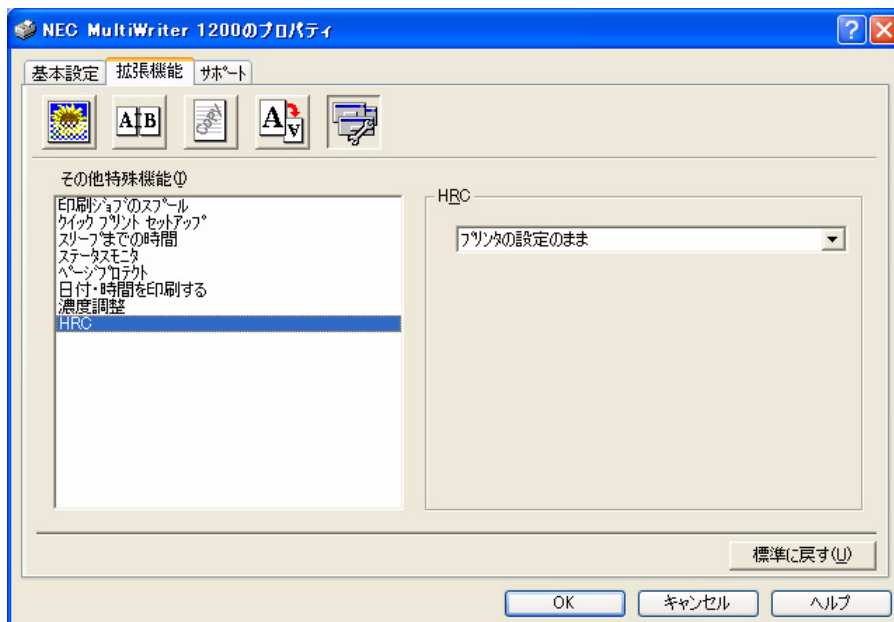 NEC MultiWriter 1200のプロパティ
基本設定 拡張機能 サポート
A B
COPY
A A
その他特殊機能(I)
印刷ジョブのスプール
クイック プリント セットアップ
スリープまでの時間
ステータスモニタ
ページプロテクト
日付・時間を印刷する
濃度調整
HRC
HRC
プリンタの設定のまま
標準に戻す(U)
OK キャンセル ヘルプ